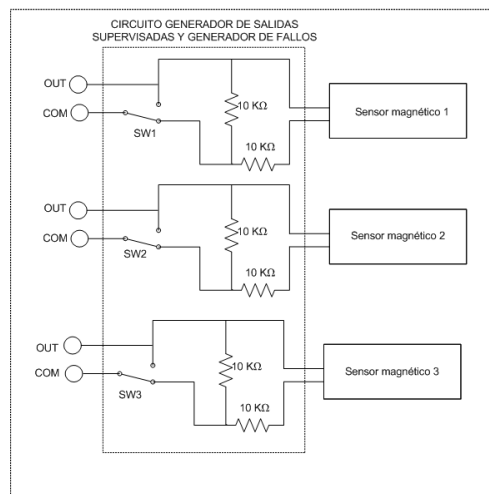 CIRCUITO GENERADOR DE SALIDAS
SUPERVISADAS Y GENERADOR DE FALLOS
OUT
COM
SW1
10 KΩ
10 KΩ
Sensor magnético 1
OUT
COM
SW2
10 KΩ
10 KΩ
Sensor magnético 2
OUT
COM
SW3
10 KΩ
10 KΩ
Sensor magnético 3